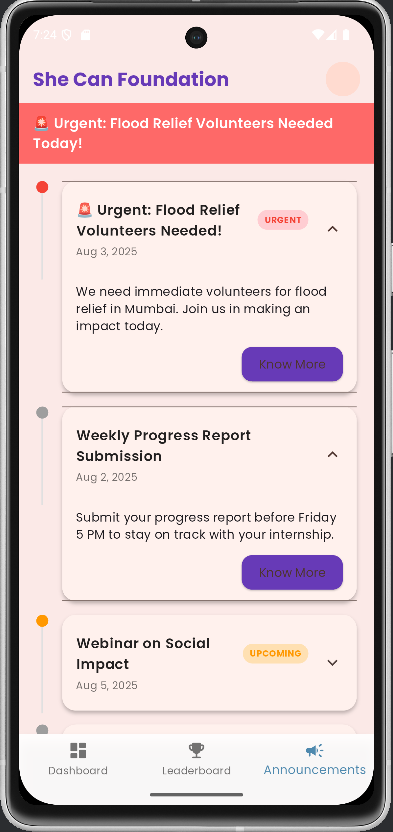 7:24
She Can Foundation
🚨 Urgent: Flood Relief Volunteers Needed
Today!
🚨 Urgent: Flood Relief
Volunteers Needed!
URGENT
Aug 3, 2025
We need immediate volunteers for flood
relief in Mumbai. Join us in making an
impact today.
Know More
Weekly Progress Report
Submission
Aug 2, 2025
Submit your progress report before Friday
5 PM to stay on track with your internship.
Know More
Webinar on Social
Impact
UPCOMING
Aug 5, 2025
Dashboard
Leaderboard
Announcements